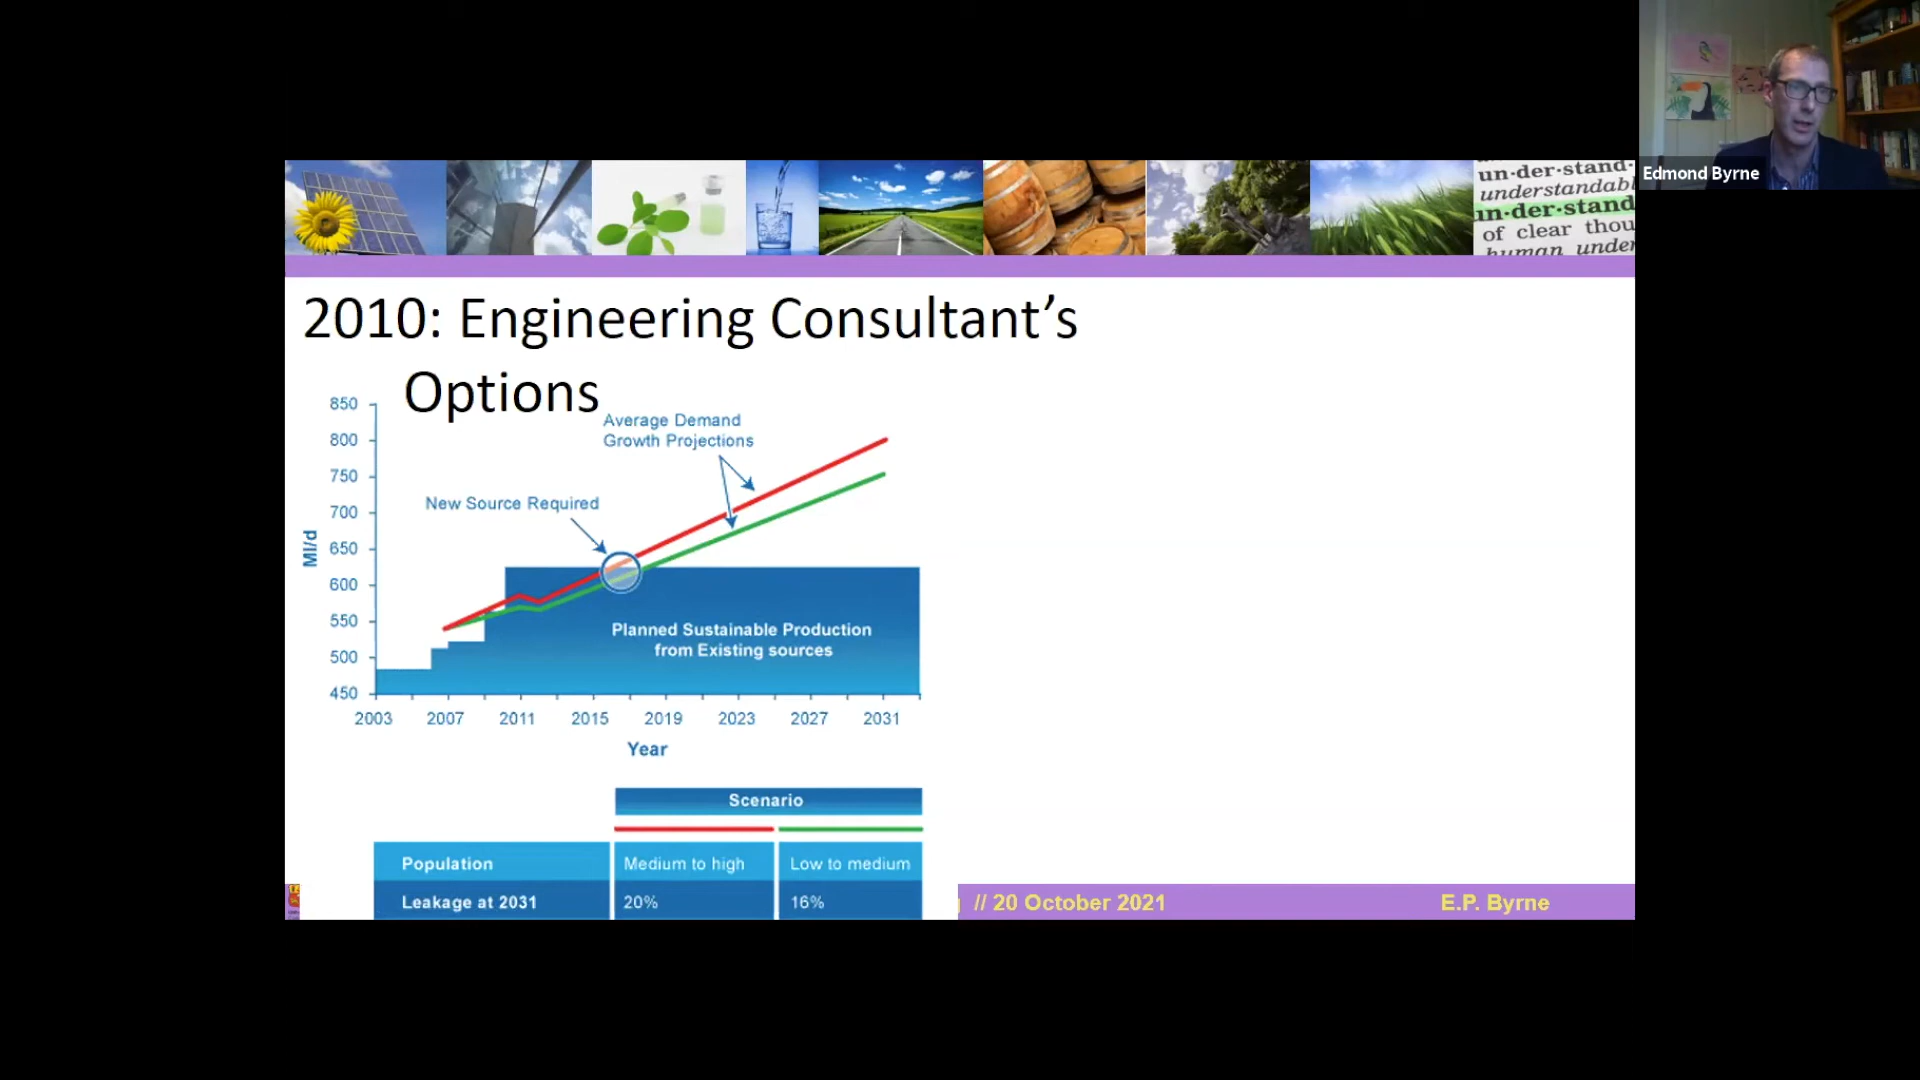 un·der·stand·
understandabl
un·der·stand
of clear thou
human under
Edmond Byrne
2010: Engineering Consultant’s
Options
850
800
750
700
650
600
550
500
450
Ml/d
Average Demand
Growth Projections
New Source Required
Planned Sustainable Production
from Existing sources
2003 2007 2011 2015 2019 2023 2027 2031
Year
Scenario
Population Medium to high Low to medium
Leakage at 2031 20% 16%
// 20 October 2021 E.P. Byrne